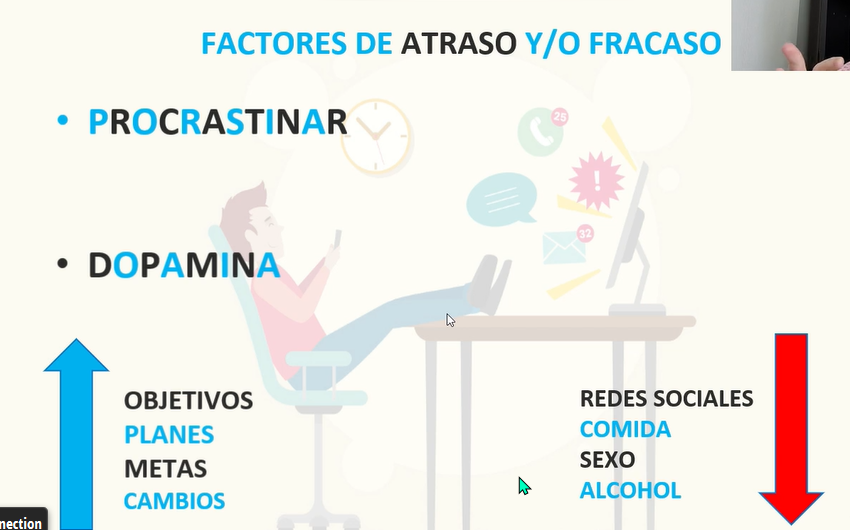 FACTORES DE ATRASO Y/O FRACASO
• PROCRASTINAR
25
!
32
• DOPAMINA
OBJETIVOS
PLANES
METAS
CAMBIOS
REDES SOCIALES
COMIDA
SEXO
ALCOHOL
nection